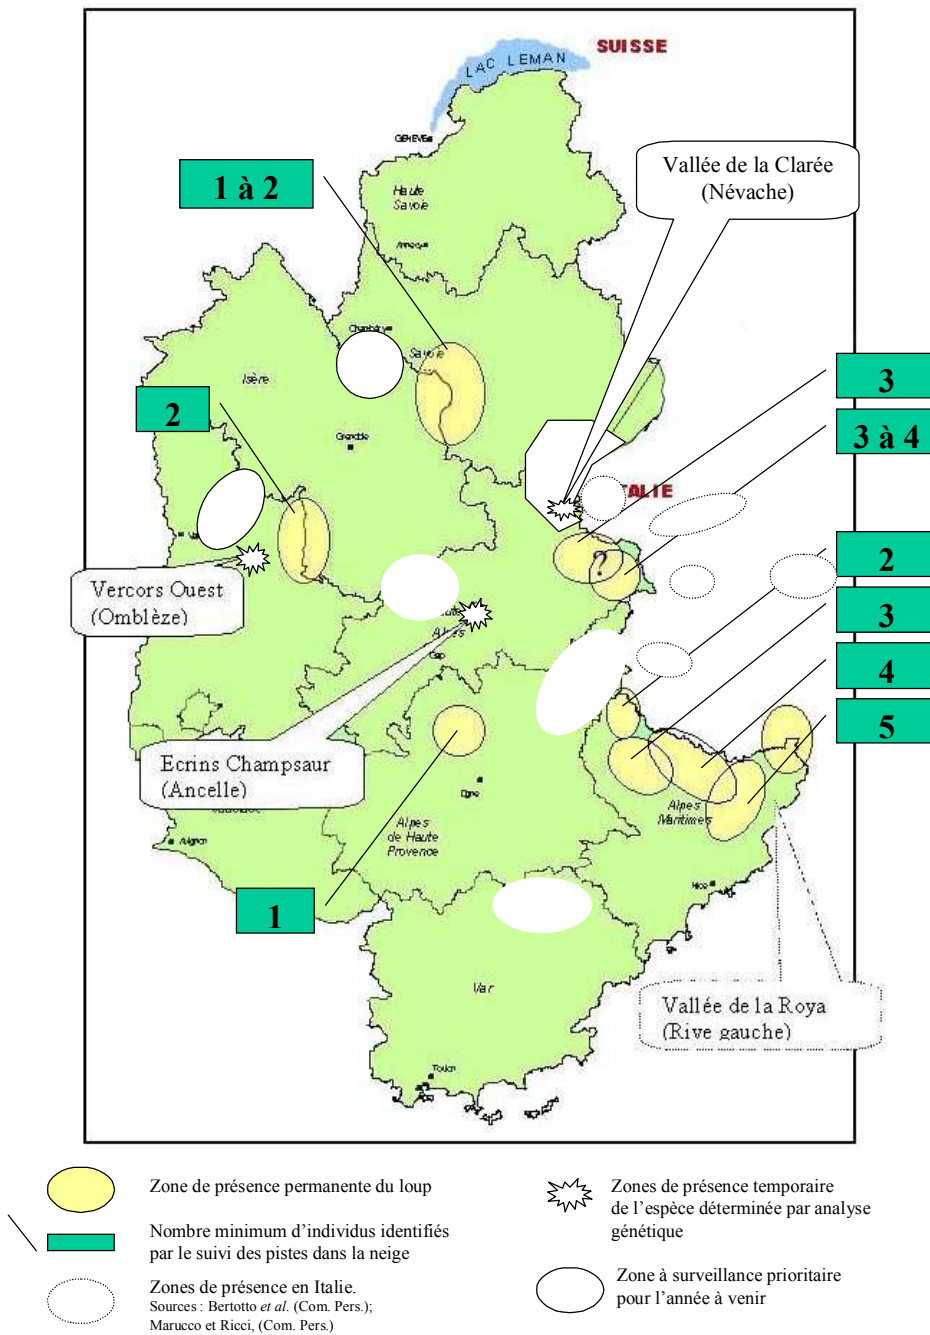 SUISSE
LAC LEMAN
GENEVE
Vallée de la Clarée
(Névache)
1 à 2
Haute
Savoie
Annecy
Chambéry
Savoie
Isère
3
2
Grenoble
3 à 4
?
2
Vercors Ouest
(Omblèze)
3
Alpes
Gap
4
5
Ecrins Champsaur
(Ancelle)
Digne
Alpes
Maritimes
Alpes
de Haute
Provence
Avignon
Nice
1
Var
Vallée de la Roya
(Rive gauche)
Toulon
Zone de présence permanente du loup
Nombre minimum d’individus identifiés
par le suivi des pistes dans la neige
Zones de présence en Italie.
Sources : Bertotto et al. (Com. Pers.);
Marucco et Ricci, (Com. Pers.)
Zones de présence temporaire
de l’espèce déterminée par analyse
génétique
Zone à surveillance prioritaire
pour l’année à venir